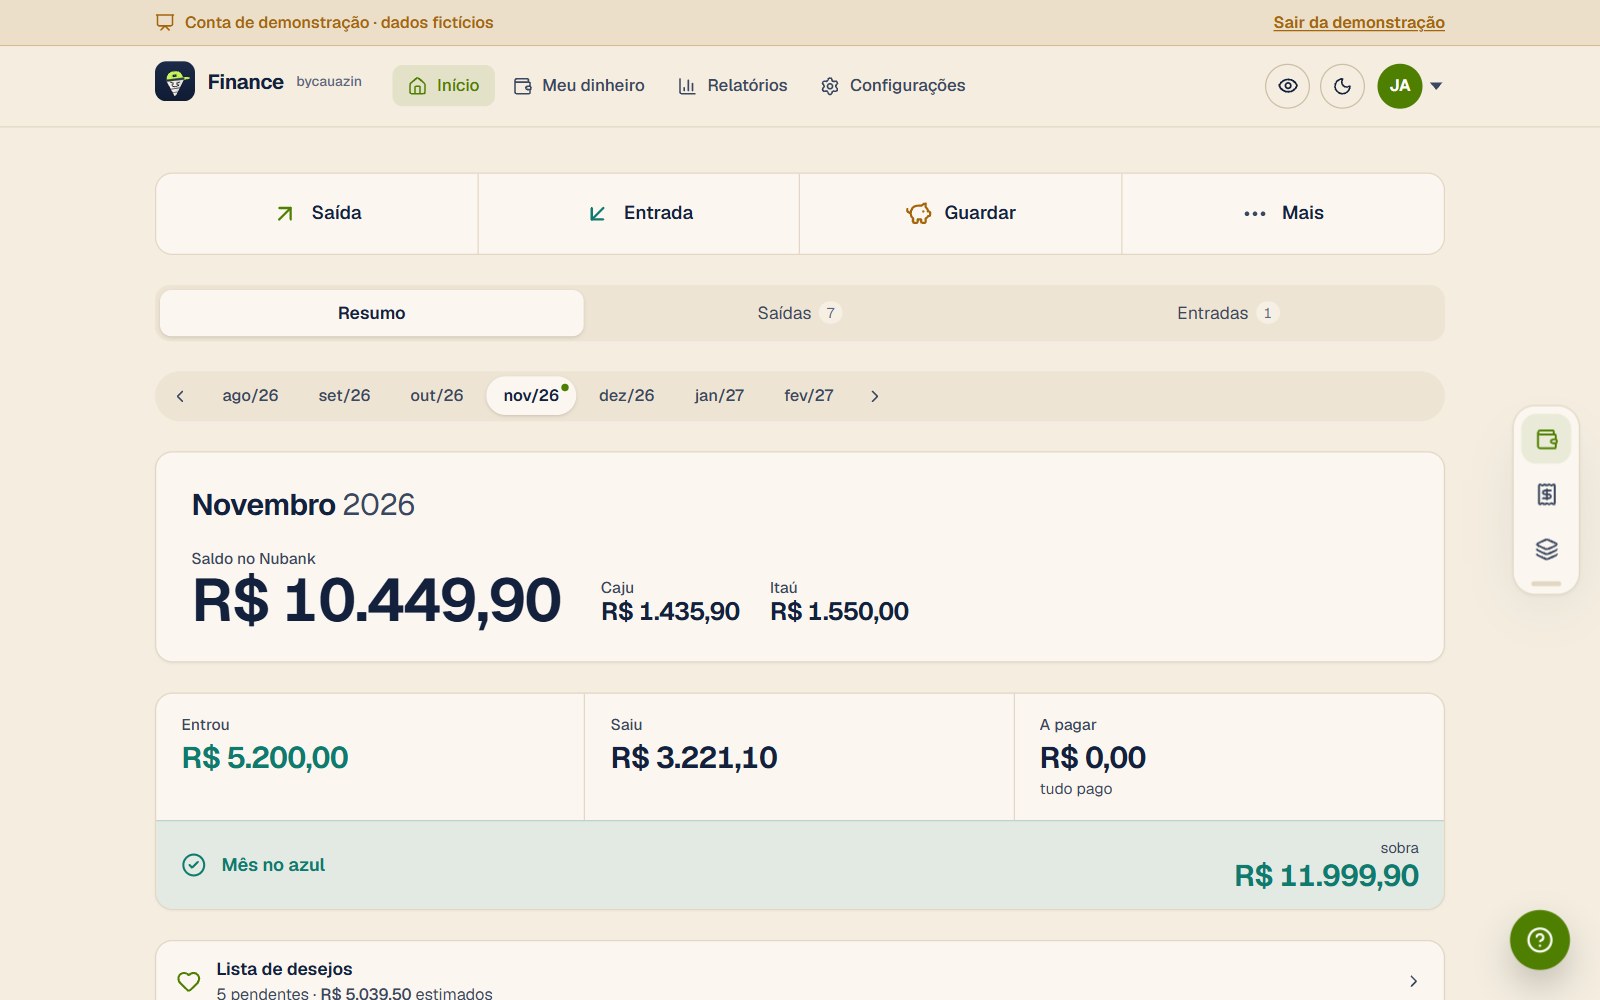 Conta de demonstração · dados fictícios
Sair da demonstração
Finance bycauazin
Início
Meu dinheiro
Relatórios
Configurações
JA
Saída
Entrada
Guardar
Mais
Resumo
Saídas 7
Entradas 1
ago/26
set/26
out/26
nov/26
dez/26
jan/27
fev/27
Novembro 2026
Saldo no Nubank
R$ 10.449,90
Caju
R$ 1.435,90
Itaú
R$ 1.550,00
Entrou
R$ 5.200,00
Saiu
R$ 3.221,10
A pagar
R$ 0,00
tudo pago
Mês no azul
sobra
R$ 11.999,90
Lista de desejos
5 pendentes · R$ 5.039,50 estimados